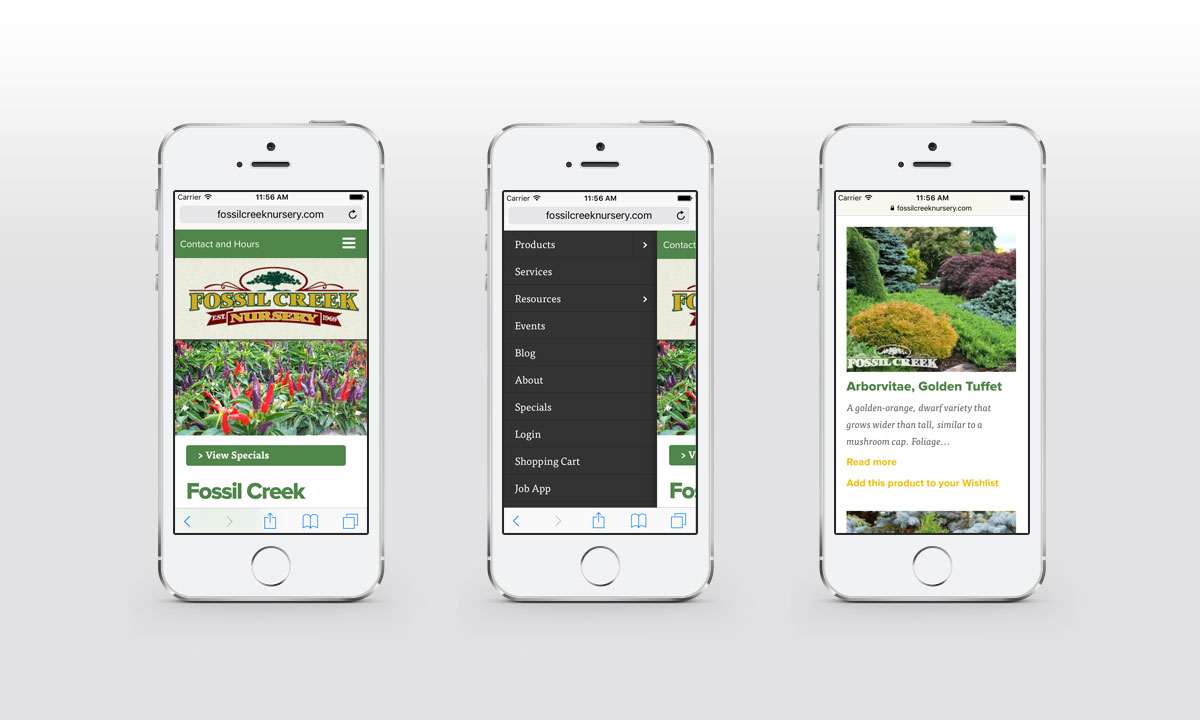 Carrier 11:56 AM
fossilcreeknursery.com
Contact and Hours
FOSSIL CREEK
EST. NURSERY 1969
> View Specials
Fossil Creek
Carrier 11:56 AM
fossilcreeknursery.com
Products
Services
Resources
Events
Blog
About
Specials
Login
Shopping Cart
Job App
Contact
FO
> V
Fos
Carrier 11:56 AM
fossilcreeknursery.com
FOSSIL CREEK
Arborvitae, Golden Tuffet
A golden-orange, dwarf variety that
grows wider than tall, similar to a
mushroom cap. Foliage...
Read more
Add this product to your Wishlist